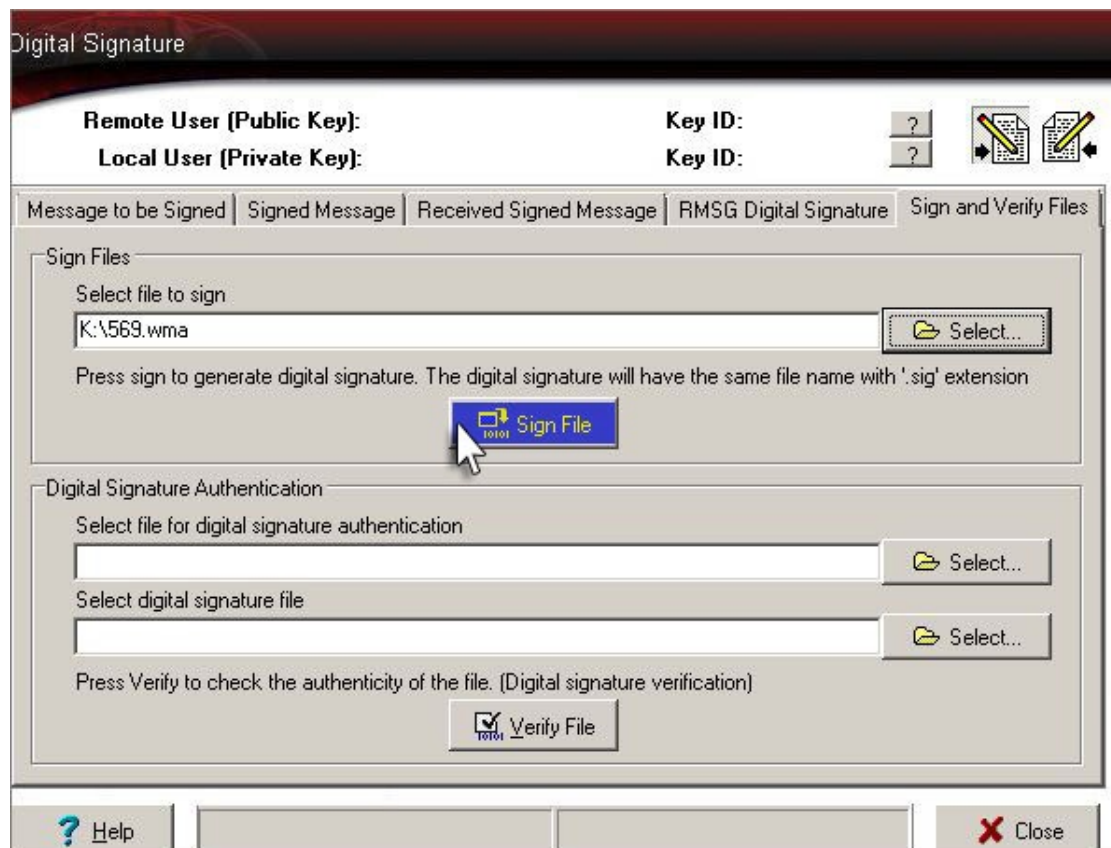 Digital Signature
Remote User (Public Key): Key ID: ?
Local User (Private Key): Key ID: ?
Message to be Signed Signed Message Received Signed Message RMSG Digital Signature Sign and Verify Files
Sign Files
Select file to sign
K:\569.wma Select...
Press sign to generate digital signature. The digital signature will have the same file name with '.sig' extension
10101 Sign File
Digital Signature Authentication
Select file for digital signature authentication
Select...
Select digital signature file
Select...
Press Verify to check the authenticity of the file. (Digital signature verification)
10101 Verify File
? Help Close